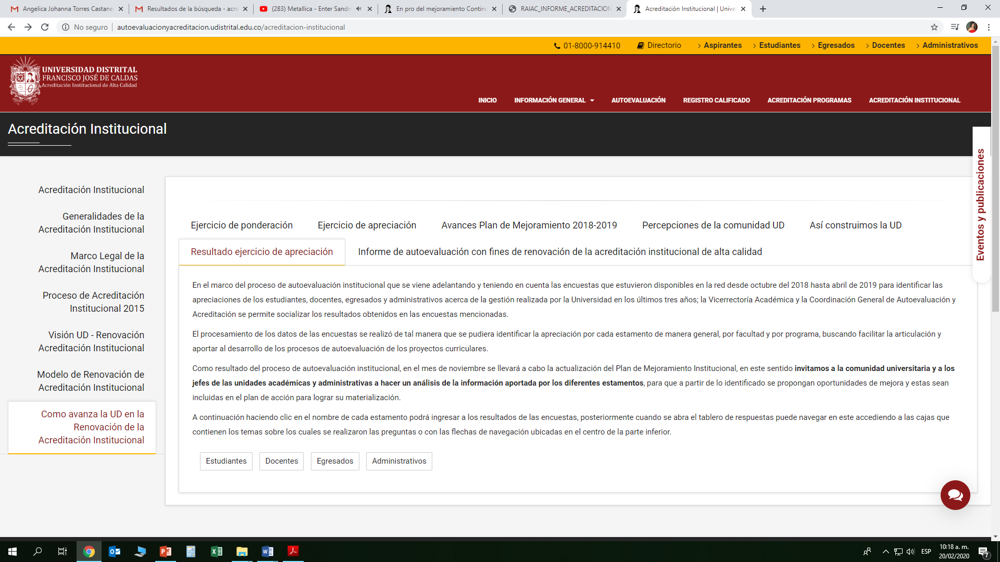 Angelica Johanna Torres Castane
Resultados de la búsqueda - acre
(283) Metallica - Enter Sandm
En pro del mejoramiento Continu
RAIAC_INFORME_ACREDITACION
Acreditación Institucional | Unive
No seguro
autoevaluacionyacreditacion.udistrital.edu.co/acreditacion-institucional
01-8000-914410
Directorio
Aspirantes
Estudiantes
Egresados
Docentes
Administrativos
UNIVERSIDAD DISTRITAL
FRANCISCO JOSÉ DE CALDAS
Acreditación Institucional de Alta Calidad
INICIO
INFORMACIÓN GENERAL
AUTOEVALUACIÓN
REGISTRO CALIFICADO
ACREDITACIÓN PROGRAMAS
ACREDITACIÓN INSTITUCIONAL
Acreditación Institucional
Eventos y publicaciones
Acreditación Institucional
Generalidades de la
Acreditación Institucional
Marco Legal de la
Acreditación Institucional
Proceso de Acreditación
Institucional 2015
Visión UD - Renovación
Acreditación Institucional
Modelo de Renovación de
Acreditación Institucional
Como avanza la UD en la
Renovación de la
Acreditación Institucional
Ejercicio de ponderación
Ejercicio de apreciación
Avances Plan de Mejoramiento 2018-2019
Percepciones de la comunidad UD
Así construimos la UD
Resultado ejercicio de apreciación
Informe de autoevaluación con fines de renovación de la acreditación institucional de alta calidad
En el marco del proceso de autoevaluación institucional que se viene adelantando y teniendo en cuenta las encuestas que estuvieron disponibles en la red desde octubre del 2018 hasta abril de 2019 para identificar las
apreciaciones de los estudiantes, docentes, egresados y administrativos acerca de la gestión realizada por la Universidad en los últimos tres años; la Vicerrectoría Académica y la Coordinación General de Autoevaluación y
Acreditación se permite socializar los resultados obtenidos en las encuestas mencionadas.
El procesamiento de los datos de las encuestas se realizó de tal manera que se pudiera identificar la apreciación por cada estamento de manera general, por facultad y por programa, buscando facilitar la articulación y
aportar al desarrollo de los procesos de autoevaluación de los proyectos curriculares.
Como resultado del proceso de autoevaluación institucional, en el mes de noviembre se llevará a cabo la actualización del Plan de Mejoramiento Institucional, en este sentido invitamos a la comunidad universitaria y a los
jefes de las unidades académicas y administrativas a hacer un análisis de la información aportada por los diferentes estamentos, para que a partir de lo identificado se propongan oportunidades de mejora y estas sean
incluidas en el plan de acción para lograr su materialización.
A continuación haciendo clic en el nombre de cada estamento podrá ingresar a los resultados de las encuestas, posteriormente cuando se abra el tablero de respuestas puede navegar en este accediendo a las cajas que
contienen los temas sobre los cuales se realizaron las preguntas o con las flechas de navegación ubicadas en el centro de la parte inferior.
Estudiantes
Docentes
Egresados
Administrativos
ESP
10:18 a. m.
20/02/2020
7